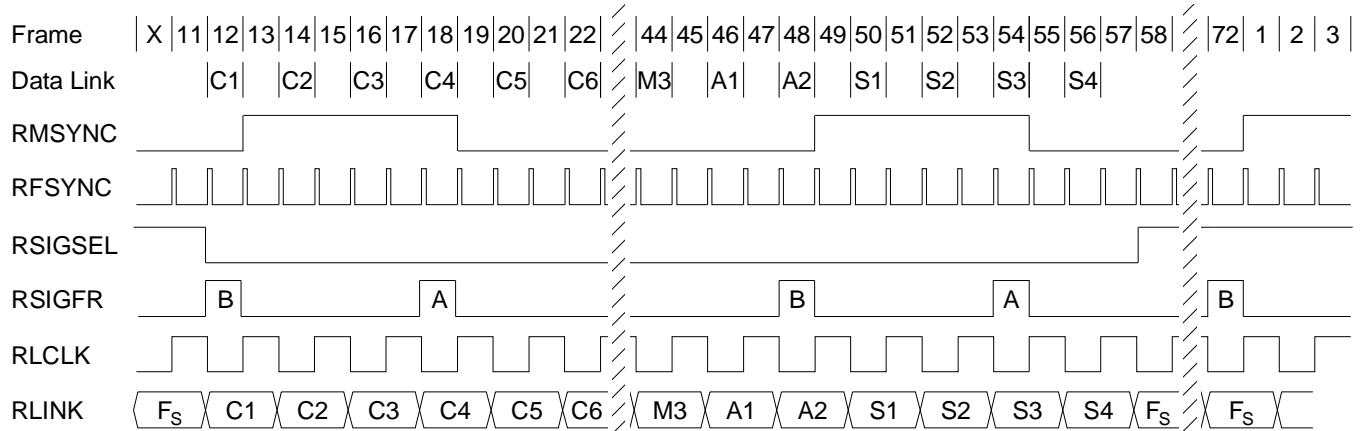 Frame X 11 12 13 14 15 16 17 18 19 20 21 22 44 45 46 47 48 49 50 51 52 53 54 55 56 57 58 72 1 2 3
Data Link C1 C2 C3 C4 C5 C6 M3 A1 A2 S1 S2 S3 S4
RMSYNC
RFSYNC
RSIGSEL
RSIGFR B A B A B
RLCLK
RLINK FS C1 C2 C3 C4 C5 C6 M3 A1 A2 S1 S2 S3 S4 FS FS